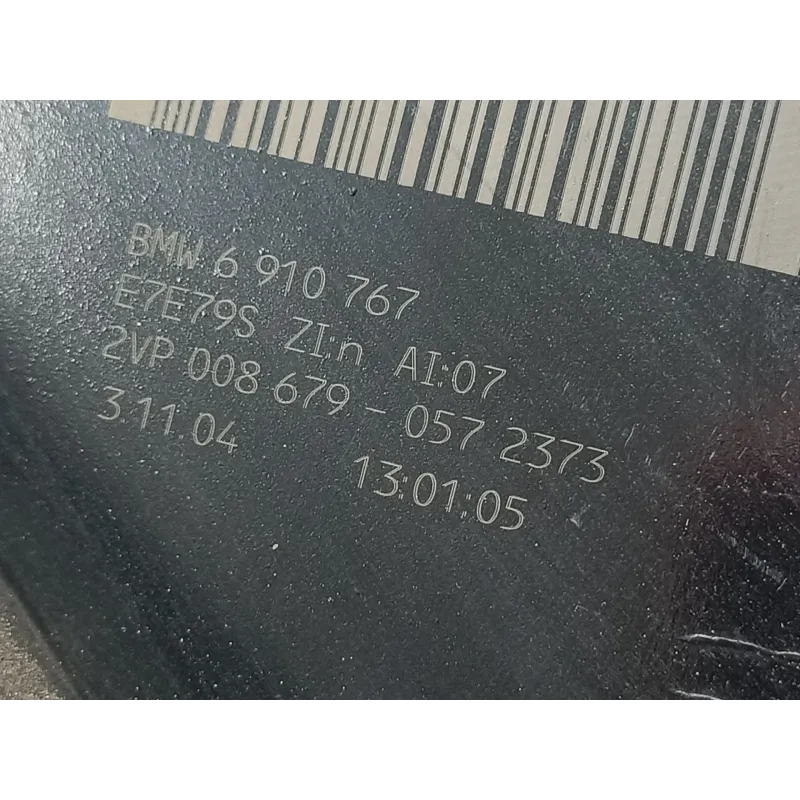 BMW 6 910 767
E7E79S ZI:n AI:07
2VP 008 679 - 057 2373
3.11.04 13:01:05